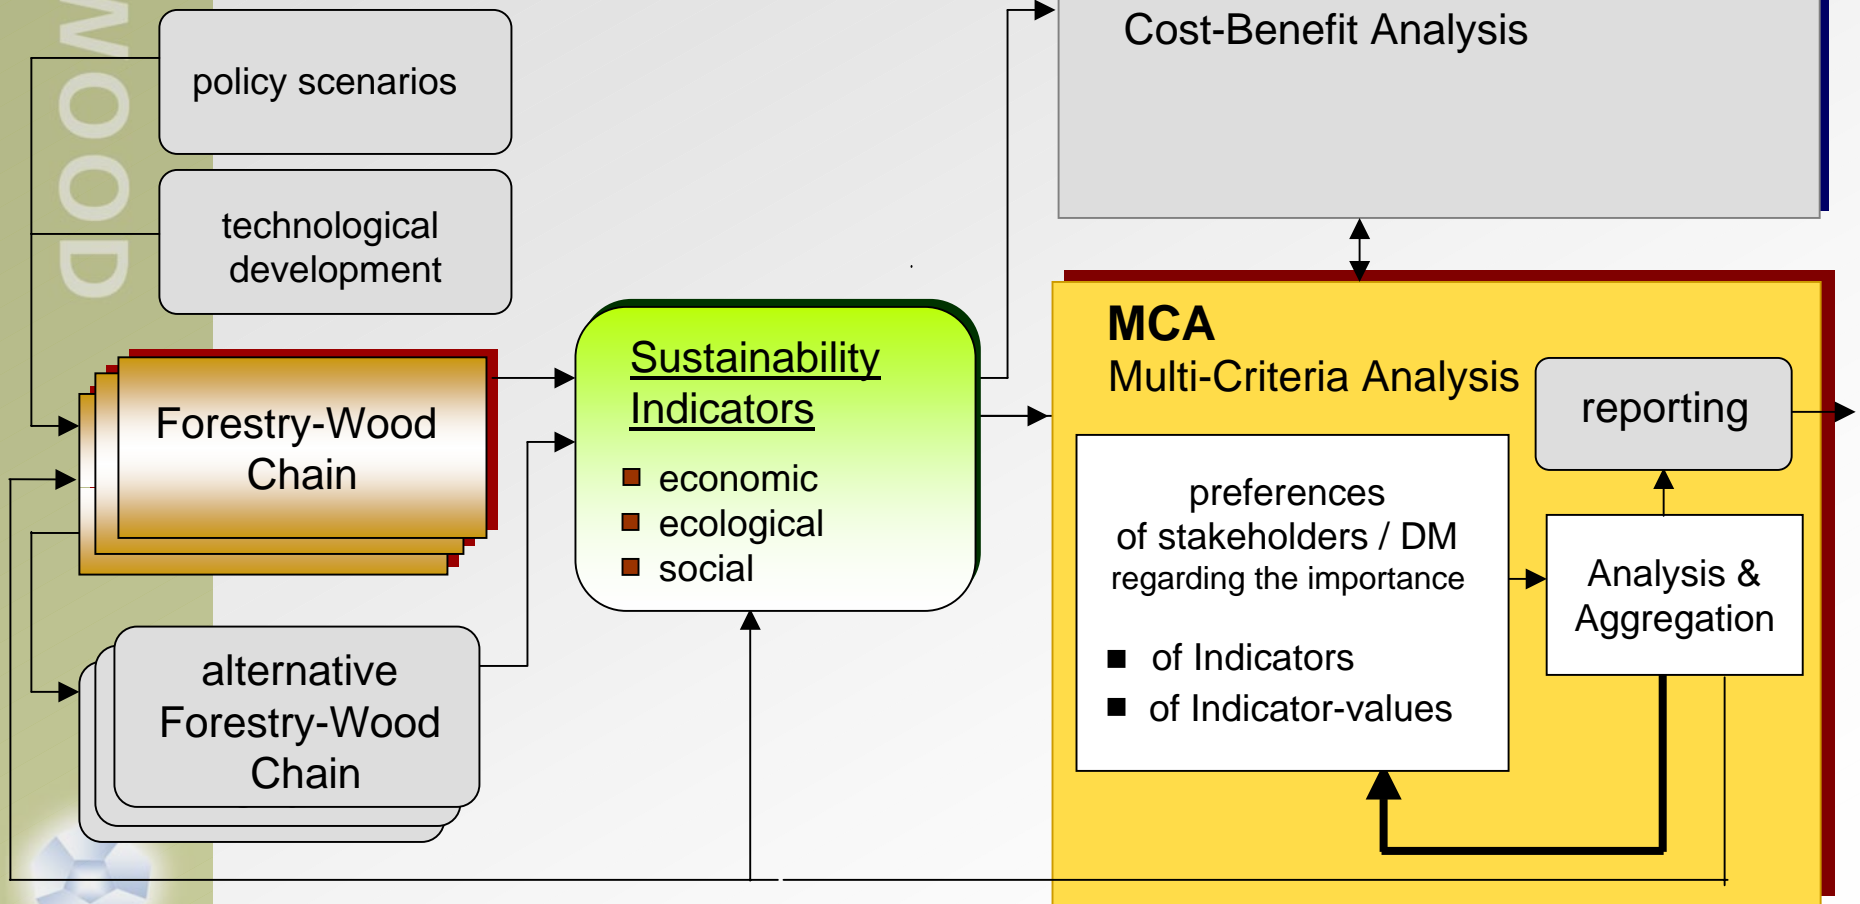 WOOD
policy scenarios
technological
development
Forestry-Wood
Chain
alternative
Forestry-Wood
Chain
Sustainability
Indicators
economic
ecological
social
Cost-Benefit Analysis
MCA
Multi-Criteria Analysis
preferences
of stakeholders / DM
regarding the importance
of Indicators
of Indicator-values
reporting
Analysis &
Aggregation